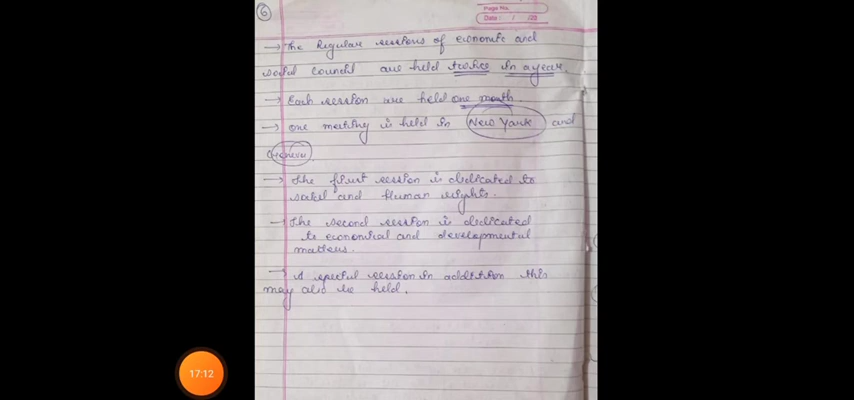 6
Page No.
Date: / /20
→ The Regular sessions of economic and
social council are held twice in a year.
→ Each session are held one month.
→ one meeting is held in New York and
Geneva
→ The first session is dedicated to
social and Human rights.
→ The second session is dedicated
to economical and developmental
matters.
→ A special session in addition this
may also be held.
17:12